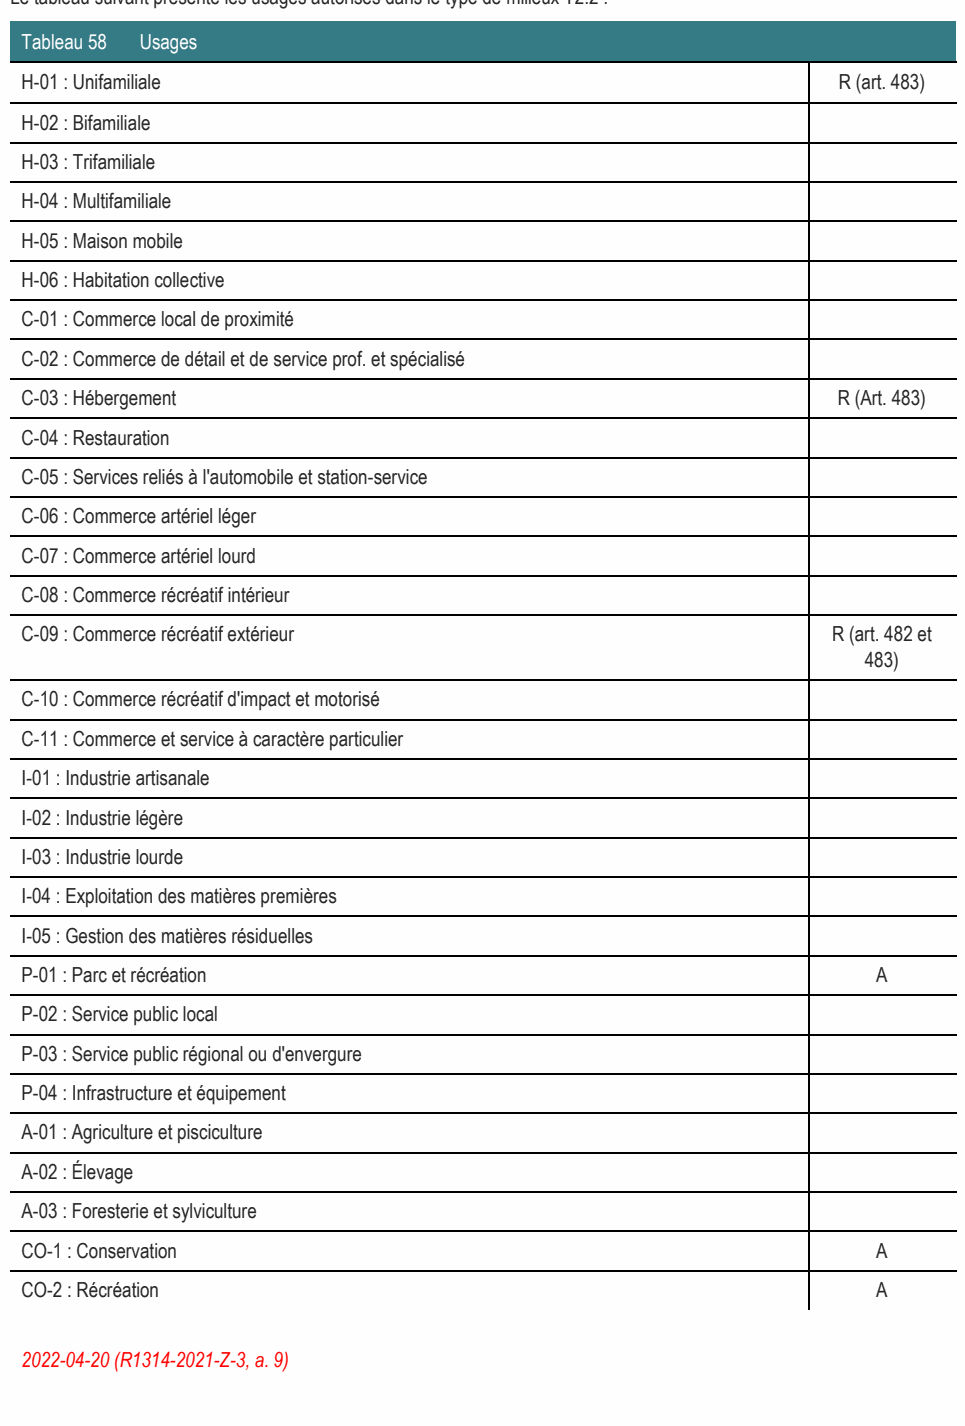 Le tableau suivant présente les usages autorisés dans le type de milieux T2.2 :
Tableau 58 Usages
H-01 : Unifamiliale R (art. 483)
H-02 : Bifamiliale
H-03 : Trifamiliale
H-04 : Multifamiliale
H-05 : Maison mobile
H-06 : Habitation collective
C-01 : Commerce local de proximité
C-02 : Commerce de détail et de service prof. et spécialisé
C-03 : Hébergement R (Art. 483)
C-04 : Restauration
C-05 : Services reliés à l'automobile et station-service
C-06 : Commerce artériel léger
C-07 : Commerce artériel lourd
C-08 : Commerce récréatif intérieur
C-09 : Commerce récréatif extérieur R (art. 482 et
483)
C-10 : Commerce récréatif d'impact et motorisé
C-11 : Commerce et service à caractère particulier
I-01 : Industrie artisanale
I-02 : Industrie légère
I-03 : Industrie lourde
I-04 : Exploitation des matières premières
I-05 : Gestion des matières résiduelles
P-01 : Parc et récréation A
P-02 : Service public local
P-03 : Service public régional ou d'envergure
P-04 : Infrastructure et équipement
A-01 : Agriculture et pisciculture
A-02 : Élevage
A-03 : Foresterie et sylviculture
CO-1 : Conservation A
CO-2 : Récréation A
2022-04-20 (R1314-2021-Z-3, a. 9)